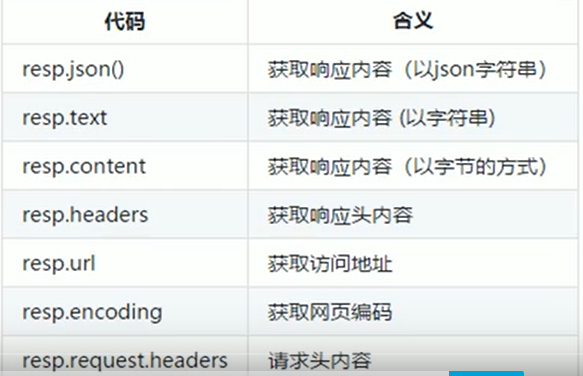 代码 含义
resp.json() 获取响应内容（以json字符串）
resp.text 获取响应内容 (以字符串)
resp.content 获取响应内容（以字节的方式）
resp.headers 获取响应头内容
resp.url 获取访问地址
resp.encoding 获取网页编码
resp.request.headers 请求头内容